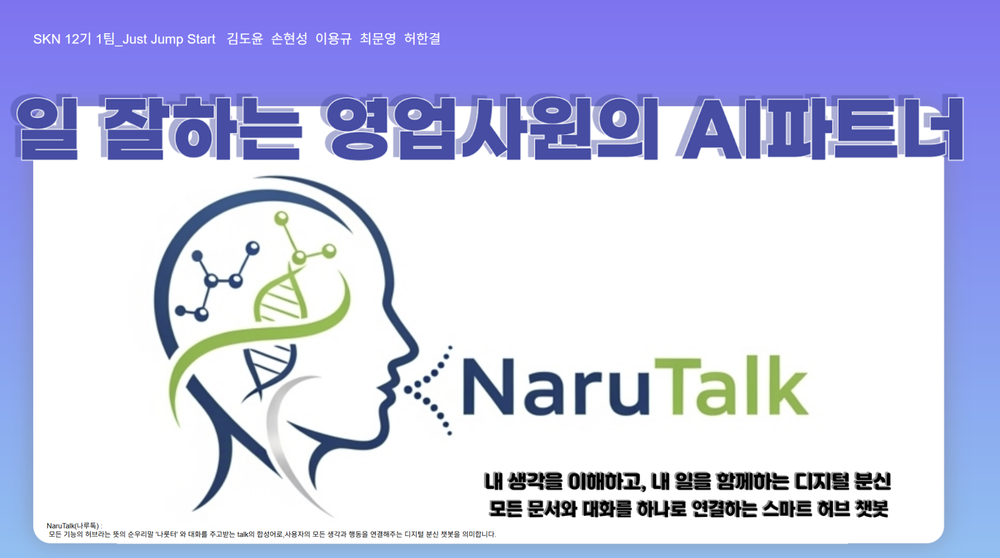 SKN 12기 1팀_Just Jump Start 김도윤 손현성 이용규 최문영 허한결
일 잘하는 영업사원의 AI파트너
NaruTalk
내 생각을 이해하고, 내 일을 함께하는 디지털 분신
모든 문서와 대화를 하나로 연결하는 스마트 허브 챗봇
NaruTalk(나루톡) :
모든 기능의 허브라는 뜻의 순우리말 '나룻터' 와 대화를 주고받는 talk의 합성어로,사용자의 모든 생각과 행동을 연결해주는 디지털 분신 챗봇을 의미합니다.